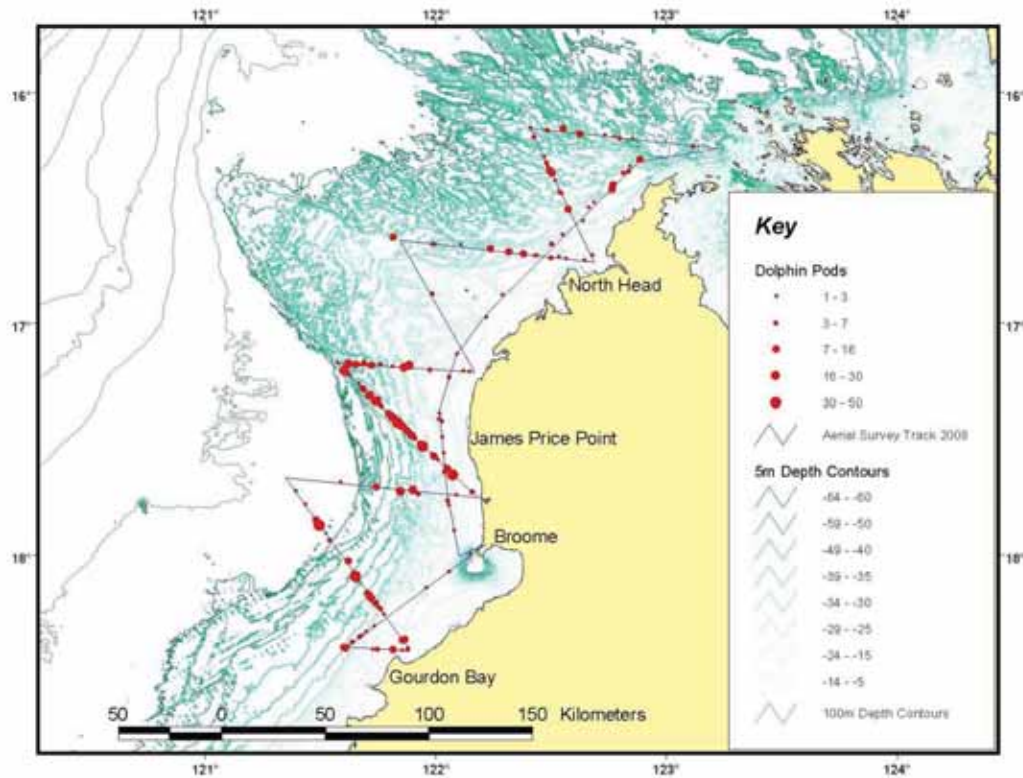 121° 122° 123° 124°
16° 16°
17° 17°
18° 18°
North Head
James Price Point
Broome
Gourdon Bay
50 0 50 100 150 Kilometers
121° 122° 123° 124°
Key
Dolphin Pods
1 - 3
3 - 7
7 - 16
16 - 30
30 - 50
Aerial Survey Track 2008
5m Depth Contours
-64 - -60
-59 - -50
-49 - -40
-39 - -35
-34 - -30
-29 - -25
-24 - -15
-14 - -5
100m Depth Contours